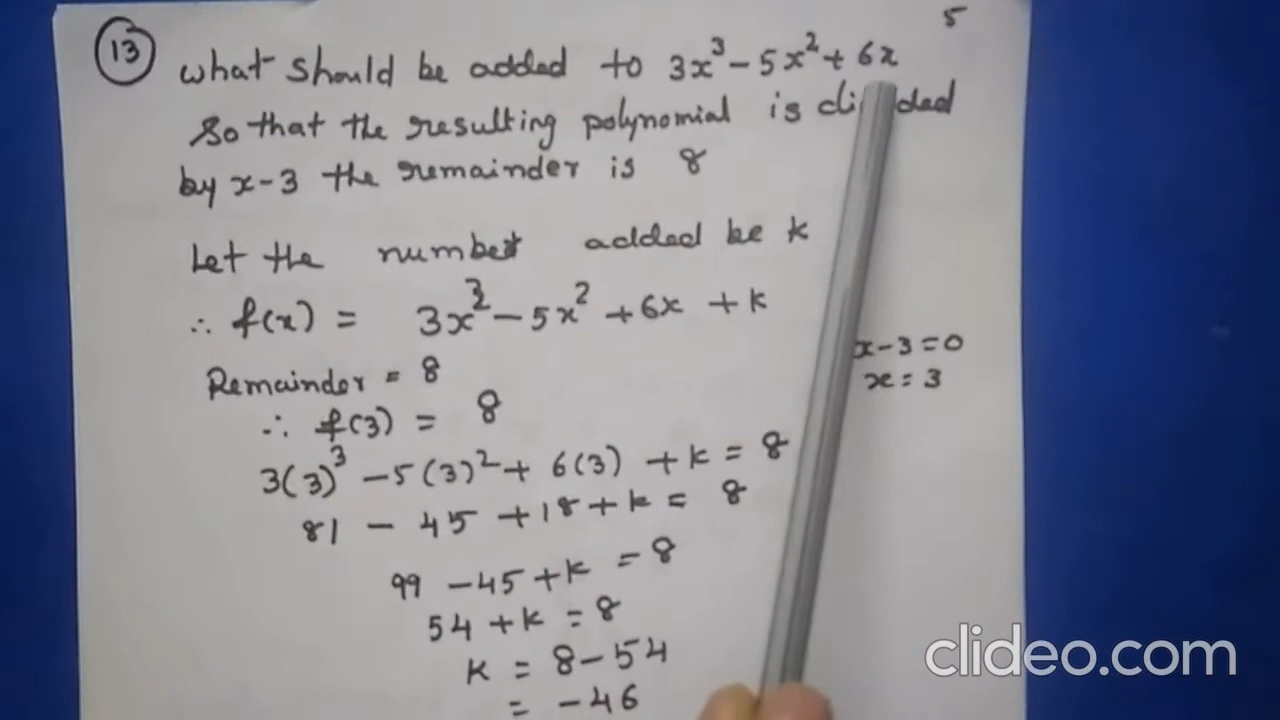 5
13 what should be added to 3x³ - 5x² + 6x
so that the resulting polynomial is
by x-3 the remainder is 8
Let the number added be k
∴ f(x) = 3x³ - 5x² + 6x + k
x-3 = 0
Remainder = 8
x = 3
∴ f(3) = 8
3(3)³ - 5(3)² + 6(3) + k = 8
81 - 45 + 18 + k = 8
99 - 45 + k = 8
54 + k = 8
k = 8 - 54
= -46
clideo.com